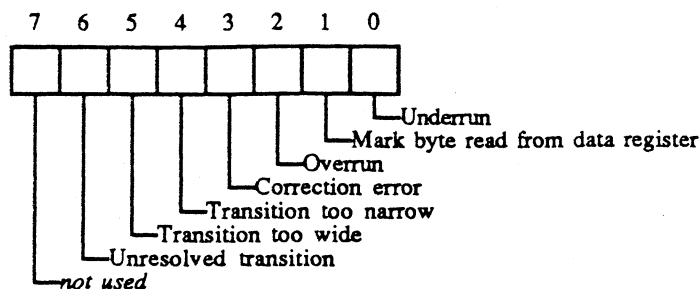 7 6 5 4 3 2 1 0
Underrun
Mark byte read from data register
Overrun
Correction error
Transition too narrow
Transition too wide
Unresolved transition
not used